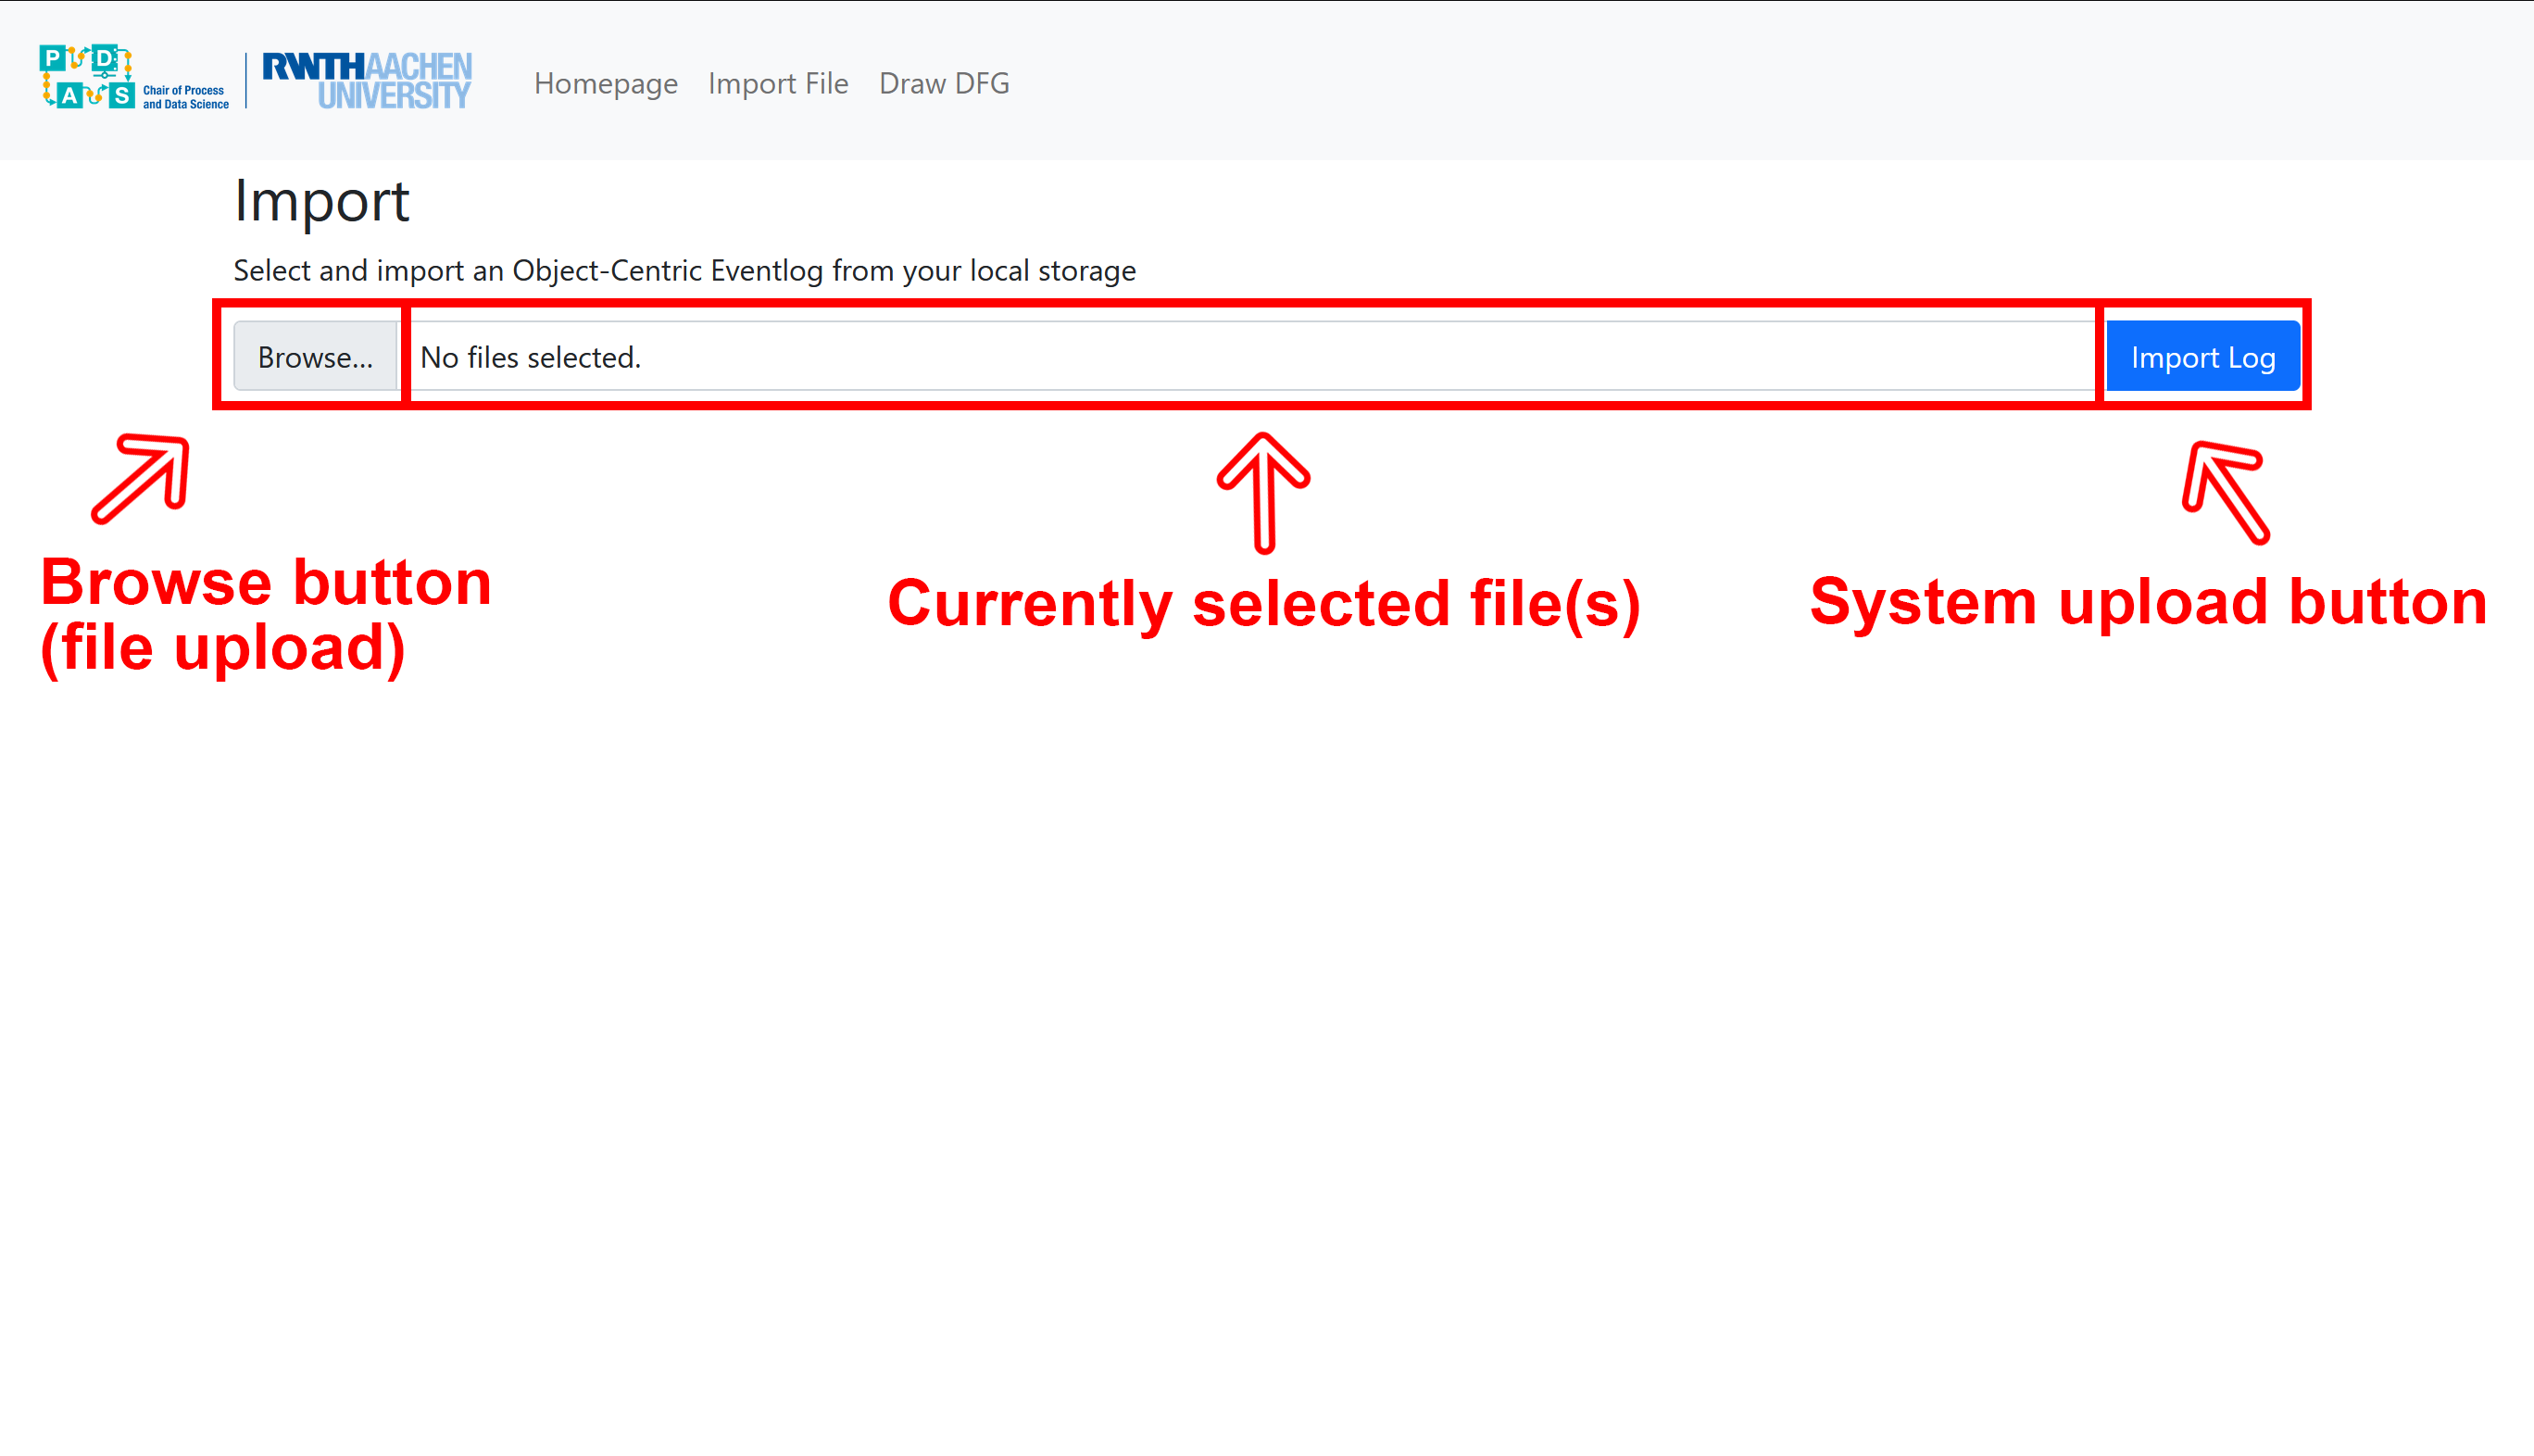 P D
A S
Chair of Process
and Data Science
RWTHAACHEN
UNIVERSITY
Homepage Import File Draw DFG
Import
Select and import an Object-Centric Eventlog from your local storage
Browse... No files selected. Import Log
Browse button
(file upload)
Currently selected file(s)
System upload button